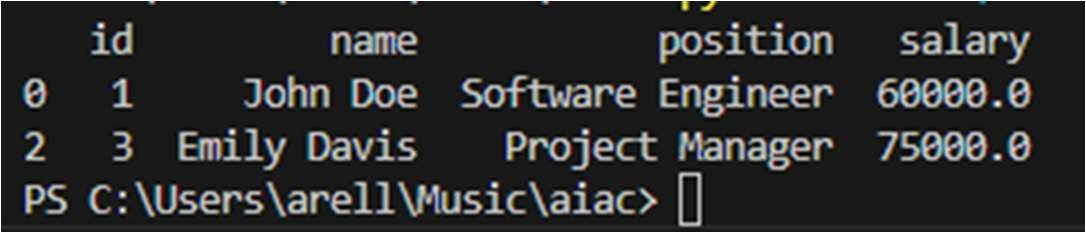 id name position salary
0 1 John Doe Software Engineer 60000.0
2 3 Emily Davis Project Manager 75000.0
PS C:\Users\arell\Music\aiac>